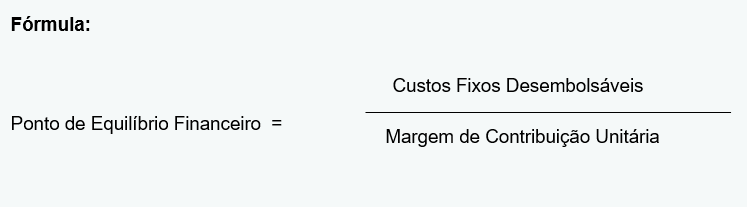 Fórmula:
Custos Fixos Desembolsáveis
Ponto de Equilíbrio Financeiro =
Margem de Contribuição Unitária